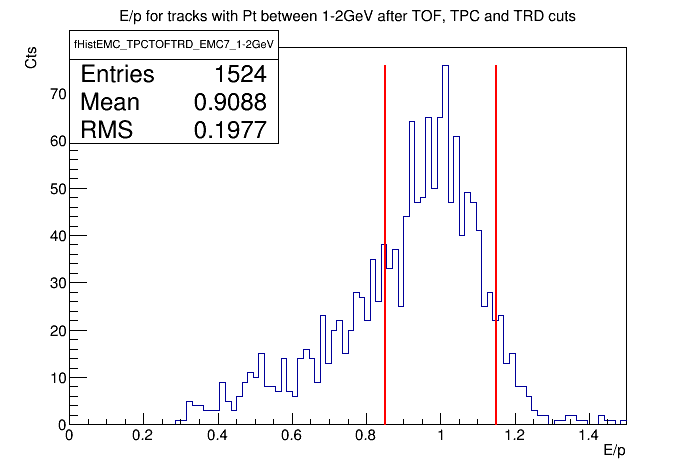 E/p for tracks with Pt between 1-2GeV after TOF, TPC and TRD cuts
fHistEMC_TPCTOFTRD_EMC7_1-2GeV
Entries 1524
Mean 0.9088
RMS 0.1977
Cts
70
60
50
40
30
20
10
0
0 0.2 0.4 0.6 0.8 1 1.2 1.4
E/p